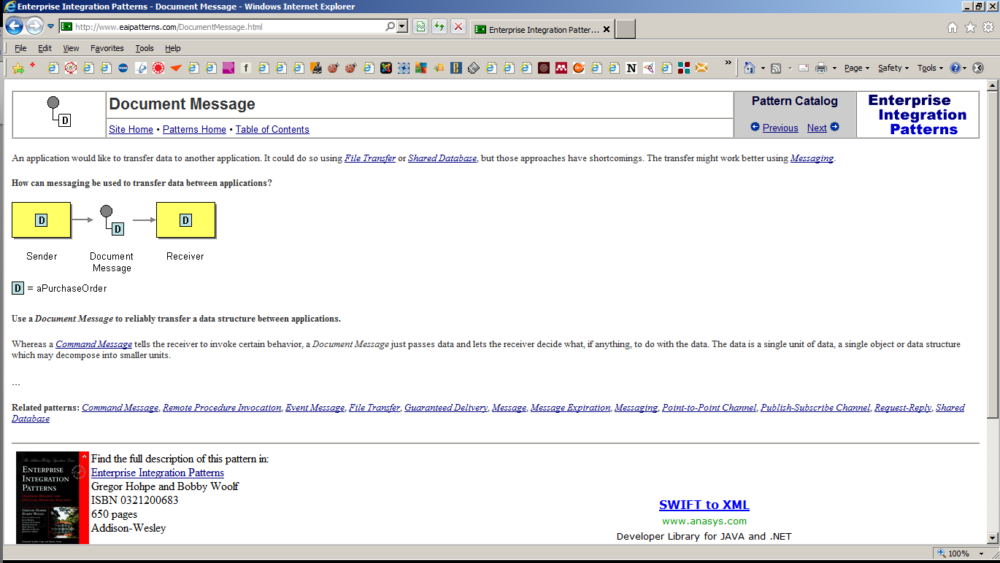 Enterprise Integration Patterns - Document Message - Windows Internet Explorer
http://www.eaipatterns.com/DocumentMessage.html
Enterprise Integration Patter...
File Edit View Favorites Tools Help
Page Safety Tools
D
Document Message
Site Home • Patterns Home • Table of Contents
Pattern Catalog
Previous Next
Enterprise
Integration
Patterns
An application would like to transfer data to another application. It could do so using File Transfer or Shared Database, but those approaches have shortcomings. The transfer might work better using Messaging.
How can messaging be used to transfer data between applications?
D D D
Sender Document Receiver
Message
D = aPurchaseOrder
Use a Document Message to reliably transfer a data structure between applications.
Whereas a Command Message tells the receiver to invoke certain behavior, a Document Message just passes data and lets the receiver decide what, if anything, to do with the data. The data is a single unit of data, a single object or data structure
which may decompose into smaller units.
...
Related patterns: Command Message, Remote Procedure Invocation, Event Message, File Transfer, Guaranteed Delivery, Message, Message Expiration, Messaging, Point-to-Point Channel, Publish-Subscribe Channel, Request-Reply, Shared
Database
ENTERPRISE
INTEGRATION
PATTERNS
GREGOR HOHPE
BOBBY WOOLF
Find the full description of this pattern in:
Enterprise Integration Patterns
Gregor Hohpe and Bobby Woolf
ISBN 0321200683
650 pages
Addison-Wesley
SWIFT to XML
www.anasys.com
Developer Library for JAVA and .NET
100%